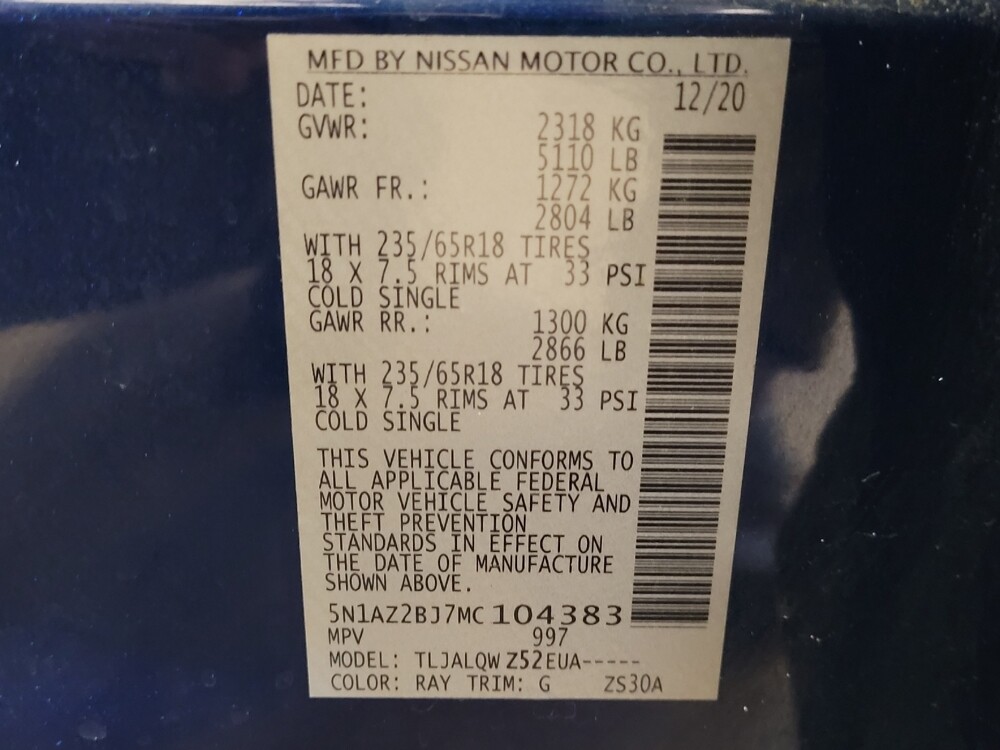 MFD BY NISSAN MOTOR CO., LTD.
DATE: 12/20
GVWR: 2318 KG
5110 LB
GAWR FR.: 1272 KG
2804 LB
WITH 235/65R18 TIRES
18 X 7.5 RIMS AT 33 PSI
COLD SINGLE
GAWR RR.: 1300 KG
2866 LB
WITH 235/65R18 TIRES
18 X 7.5 RIMS AT 33 PSI
COLD SINGLE
THIS VEHICLE CONFORMS TO
ALL APPLICABLE FEDERAL
MOTOR VEHICLE SAFETY AND
THEFT PREVENTION
STANDARDS IN EFFECT ON
THE DATE OF MANUFACTURE
SHOWN ABOVE.
5N1AZ2BJ7MC104383
MPV 997
MODEL: TLJALQWZ52EUA-----
COLOR: RAY TRIM: G ZS30A